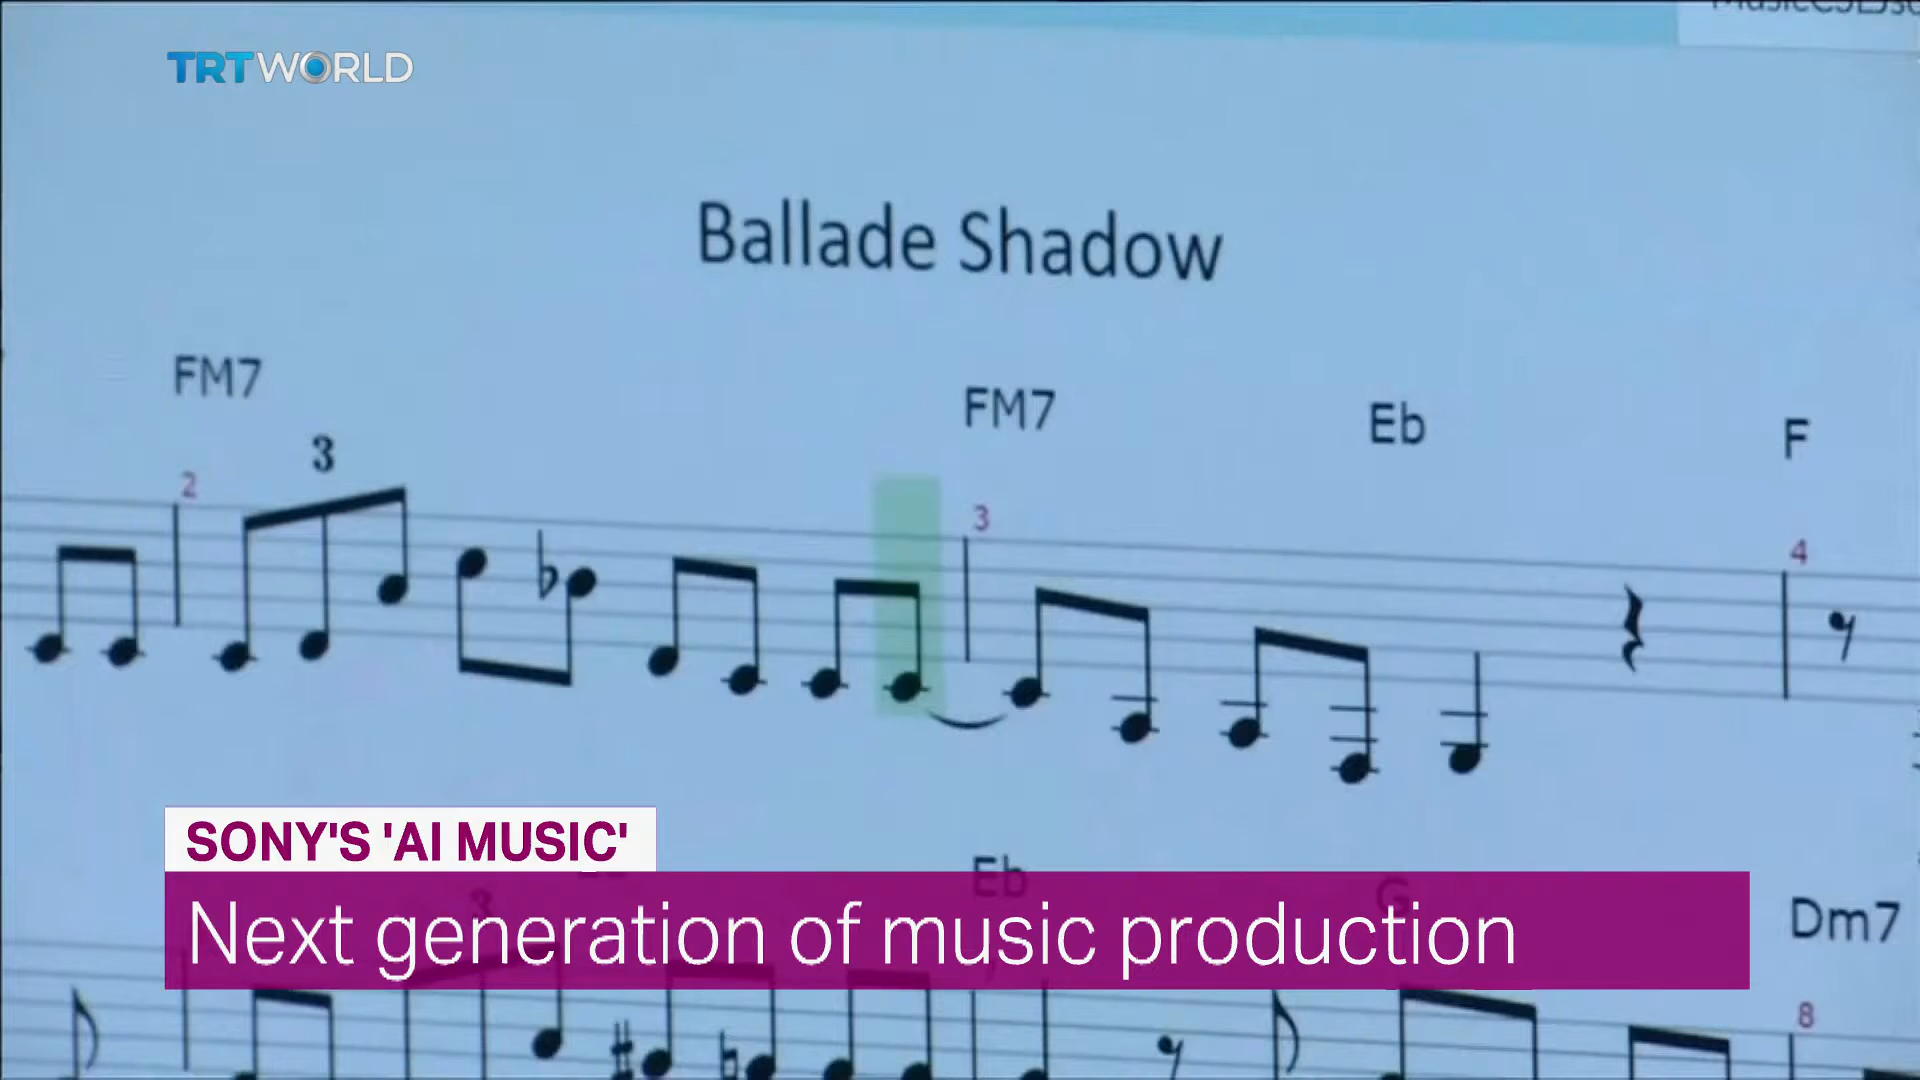 TRT WORLD
Ballade Shadow
FM7
FM7
Eb
F
3
2
3
4
SONY'S 'AI MUSIC'
Eb
G
Next generation of music production
3
Dm7
8